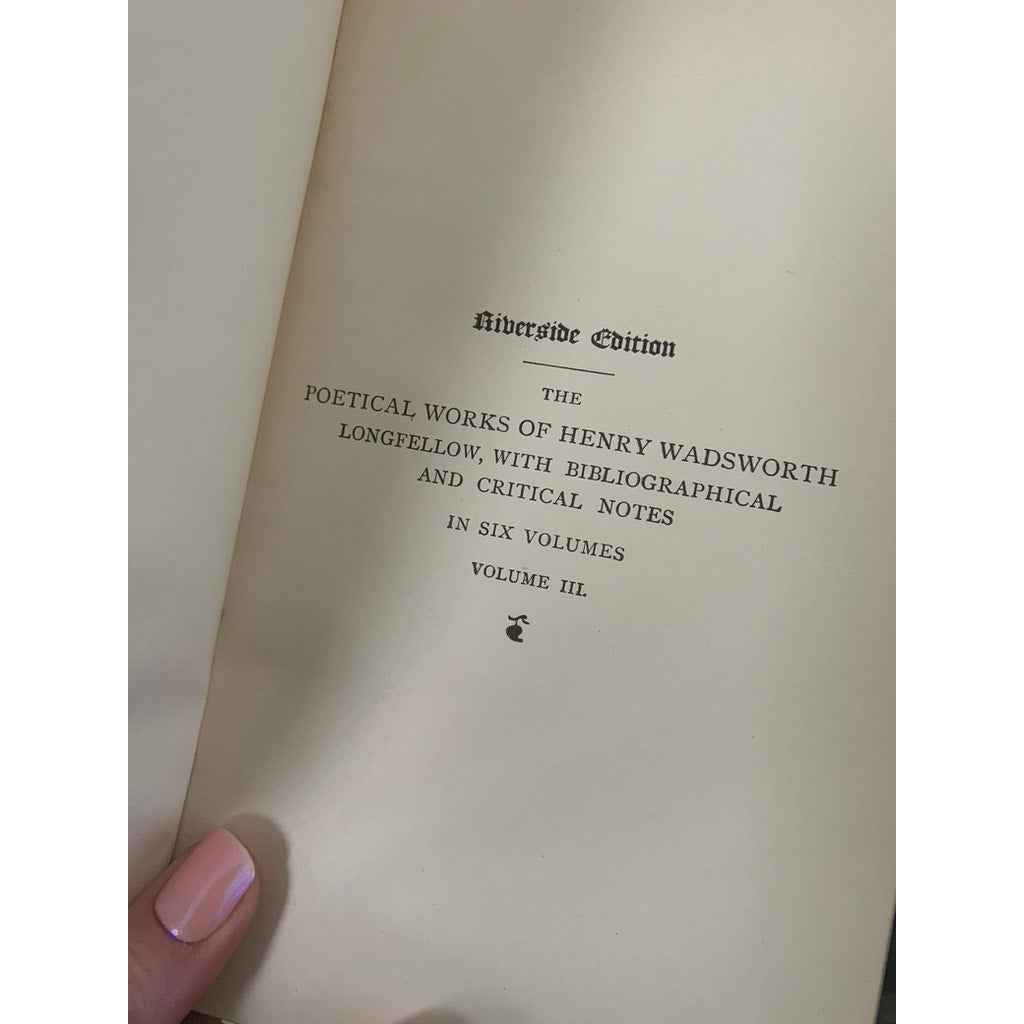 Riverside Edition
THE
POETICAL WORKS OF HENRY WADSWORTH
LONGFELLOW, WITH BIBLIOGRAPHICAL
AND CRITICAL NOTES
IN SIX VOLUMES
VOLUME III.